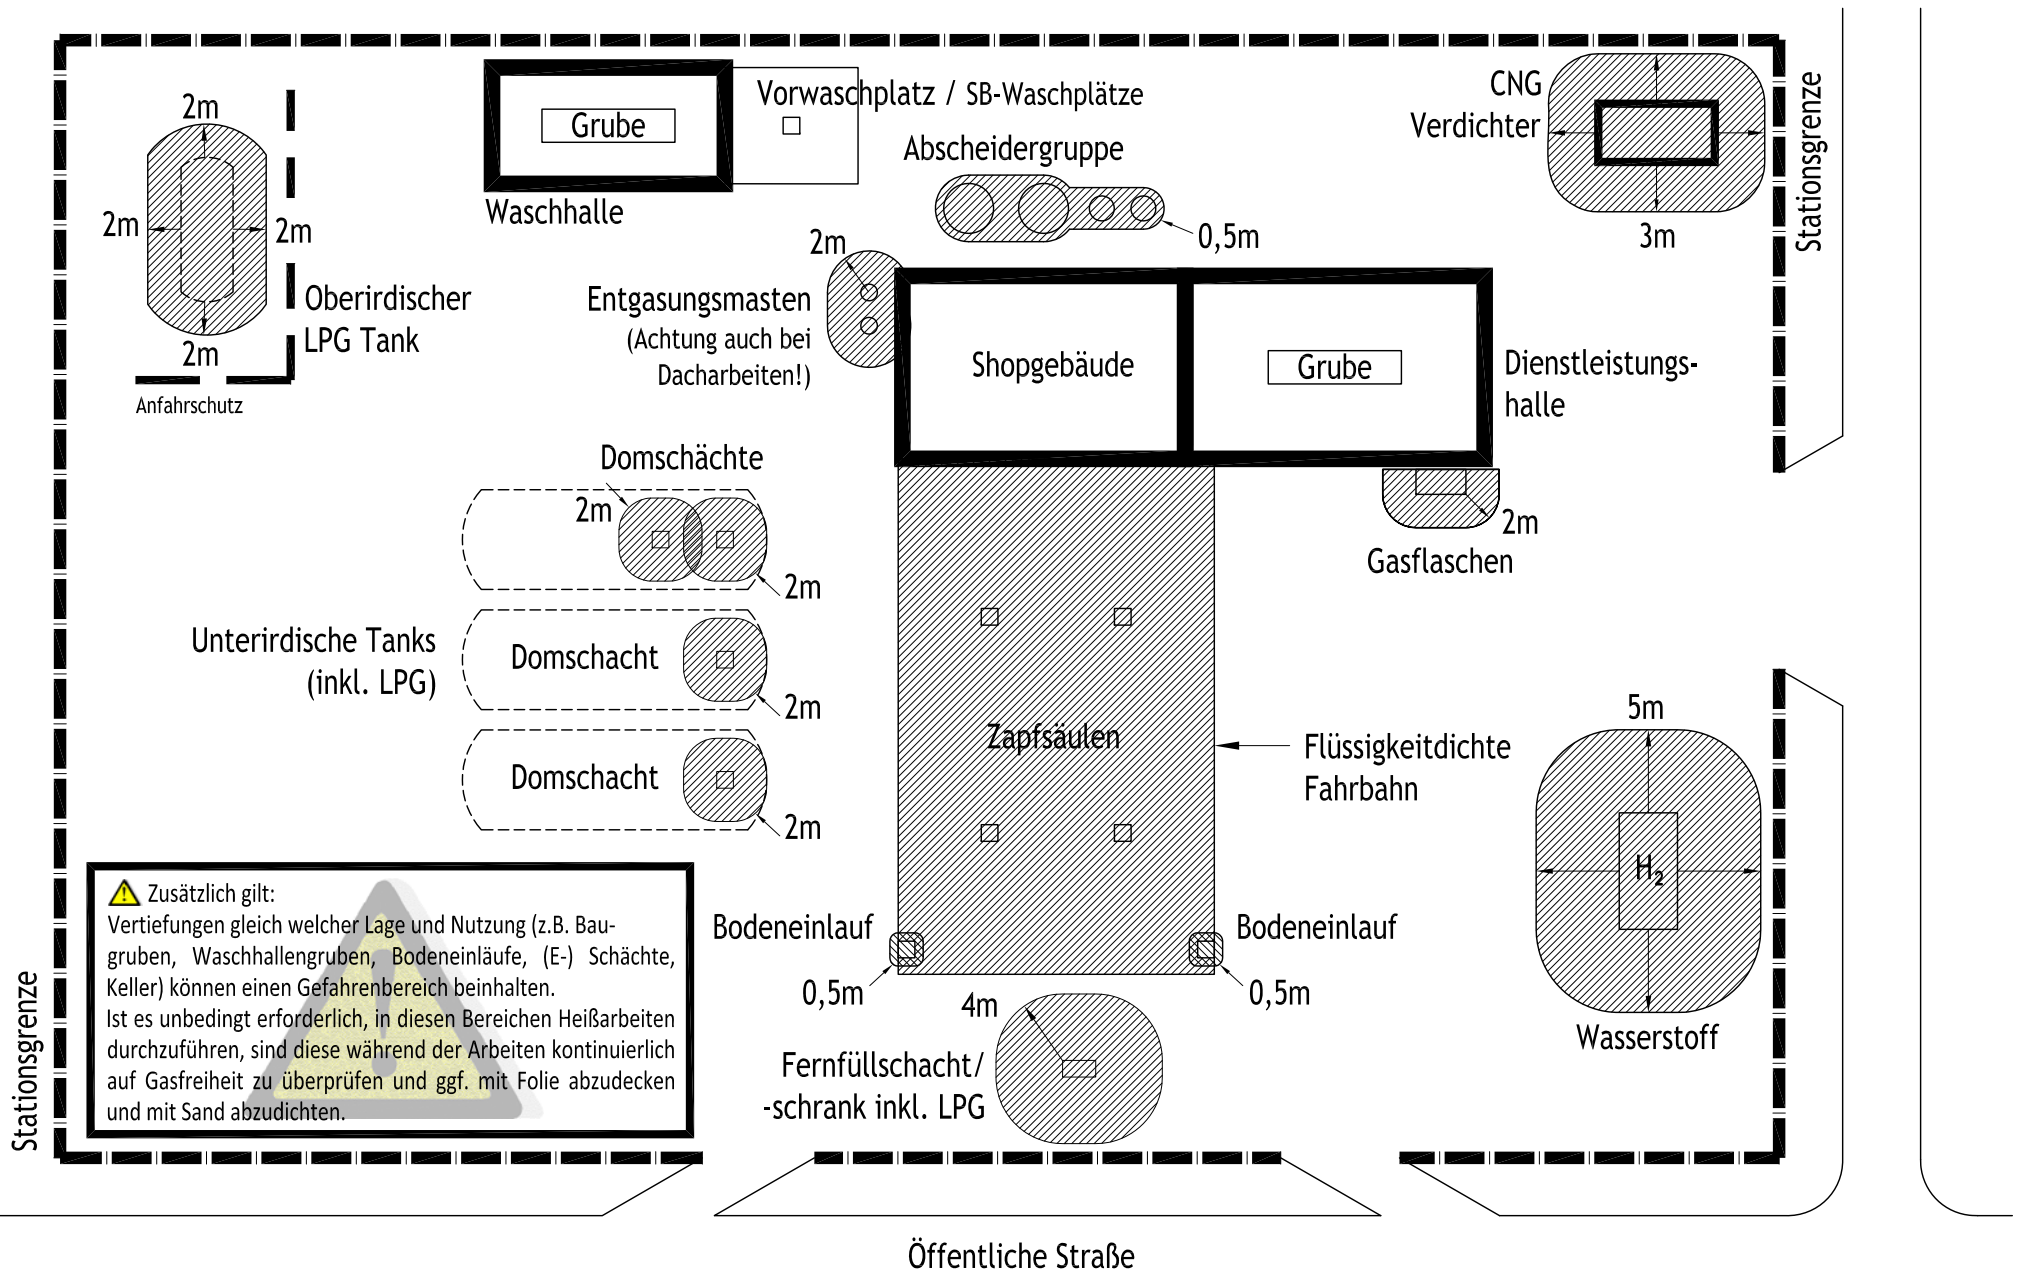 Vorwaschplatz / SB-Waschplätze
Grube
Waschhalle
Abscheidergruppe
0,5m
CNG
Verdichter
3m
Stationsgrenze
2m
2m
2m
2m
Oberirdischer
LPG Tank
Anfahrschutz
2m
Entgasungsmasten
(Achtung auch bei
Dacharbeiten!)
Shopgebäude
Grube
Dienstleistungs-
halle
2m
Gasflaschen
Domschächte
2m
2m
Unterirdische Tanks
(inkl. LPG)
Domschacht
2m
Domschacht
2m
Zapfsäulen
Flüssigkeitdichte
Fahrbahn
5m
H₂
Wasserstoff
Bodeneinlauf
0,5m
Bodeneinlauf
0,5m
4m
Fernfüllschacht/
-schrank inkl. LPG
Zusätzlich gilt:
Vertiefungen gleich welcher Lage und Nutzung (z.B. Bau-
gruben, Waschhallengruben, Bodeneinläufe, (E-) Schächte,
Keller) können einen Gefahrenbereich beinhalten.
Ist es unbedingt erforderlich, in diesen Bereichen Heißarbeiten
durchzuführen, sind diese während der Arbeiten kontinuierlich
auf Gasfreiheit zu überprüfen und ggf. mit Folie abzudecken
und mit Sand abzudichten.
Stationsgrenze
Öffentliche Straße